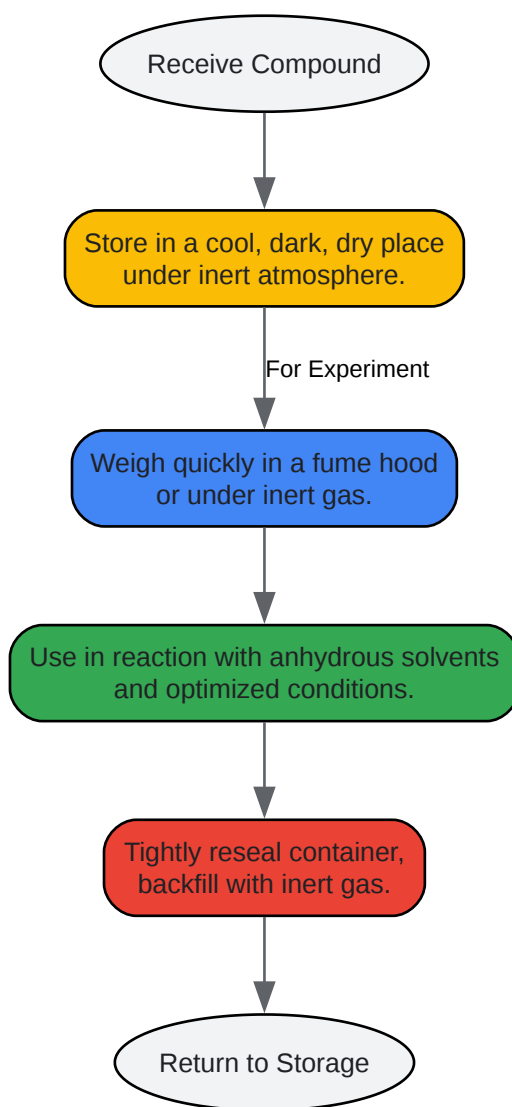 Receive Compound
Store in a cool, dark, dry place
under inert atmosphere.
For Experiment
Weigh quickly in a fume hood
or under inert gas.
Use in reaction with anhydrous solvents
and optimized conditions.
Tightly reseal container,
backfill with inert gas.
Return to Storage